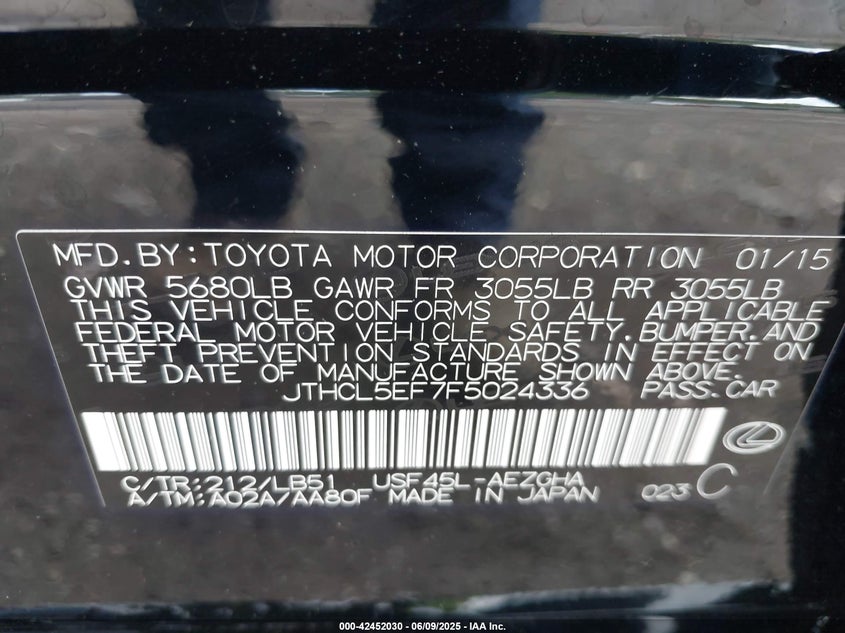 MFD.BY:TOYOTA MOTOR CORPORATION 01/15
GVWR 5680LB GAWR FR 3055LB RR 3055LB
THIS VEHICLE CONFORMS TO ALL APPLICABLE
FEDERAL MOTOR VEHICLE SAFETY.BUMPER.AND
THEFT PREVENTION STANDARDS IN EFFECT ON
THE DATE OF MANUFACTURE SHOWN ABOVE.
JTHCL5EF7F5024336 PASS.CAR
C/TR:212/LB51 USF45L-AEZGHA
A/TM:A02A/AA80F MADE IN JAPAN 023 C
000-42452030 - 06/09/2025 - IAA Inc.